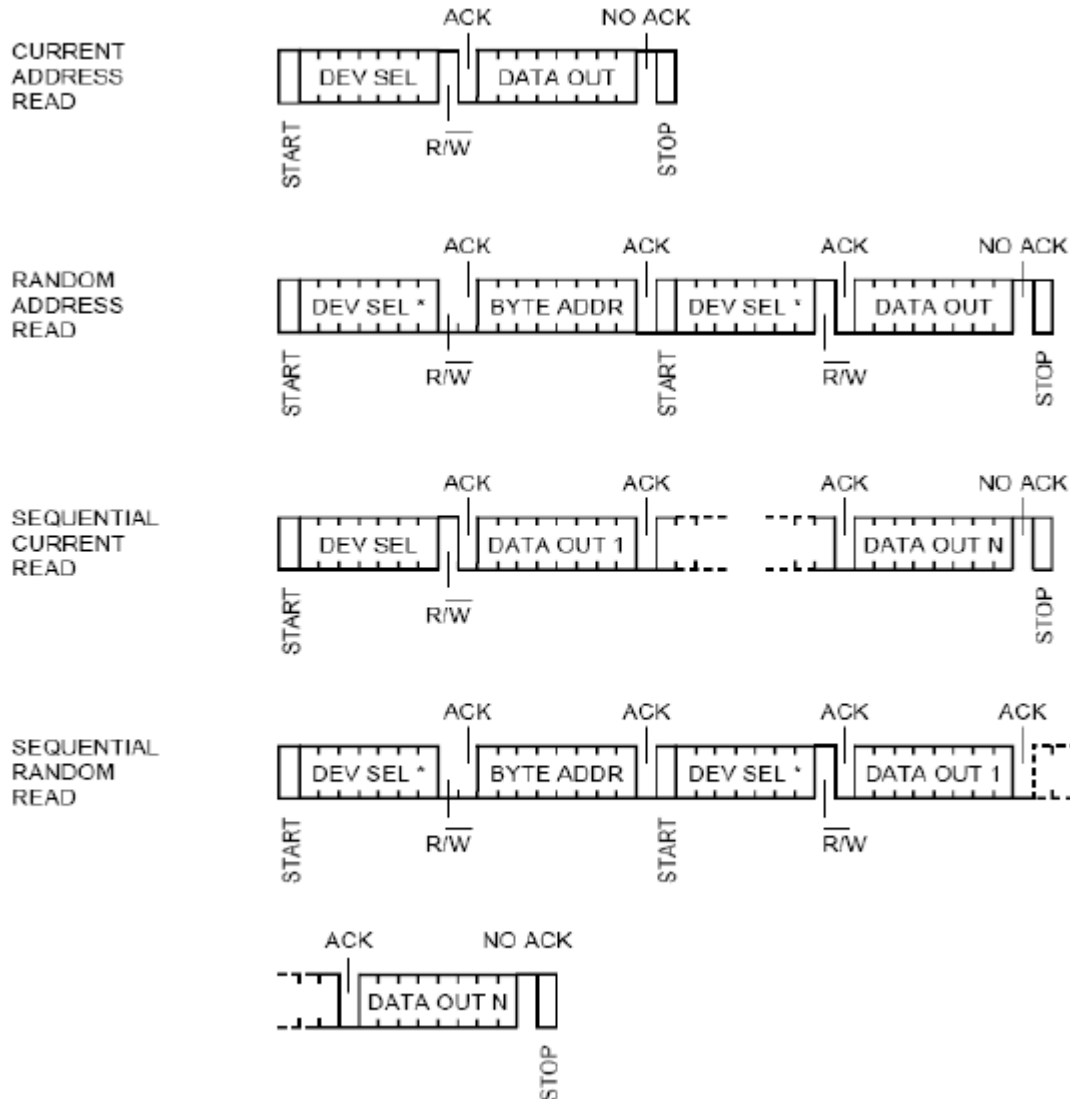 ACK NO ACK
CURRENT
ADDRESS
READ
DEV SEL DATA OUT
START R/W̅ STOP
ACK ACK ACK NO ACK
RANDOM
ADDRESS
READ
DEV SEL * BYTE ADDR DEV SEL * DATA OUT
START R/W̅ START R̅/W STOP
ACK ACK ACK NO ACK
SEQUENTIAL
CURRENT
READ
DEV SEL DATA OUT 1 DATA OUT N
START R/W̅ STOP
ACK ACK ACK ACK
SEQUENTIAL
RANDOM
READ
DEV SEL * BYTE ADDR DEV SEL * DATA OUT 1
START R/W̅ START R̅/W
ACK NO ACK
DATA OUT N
STOP